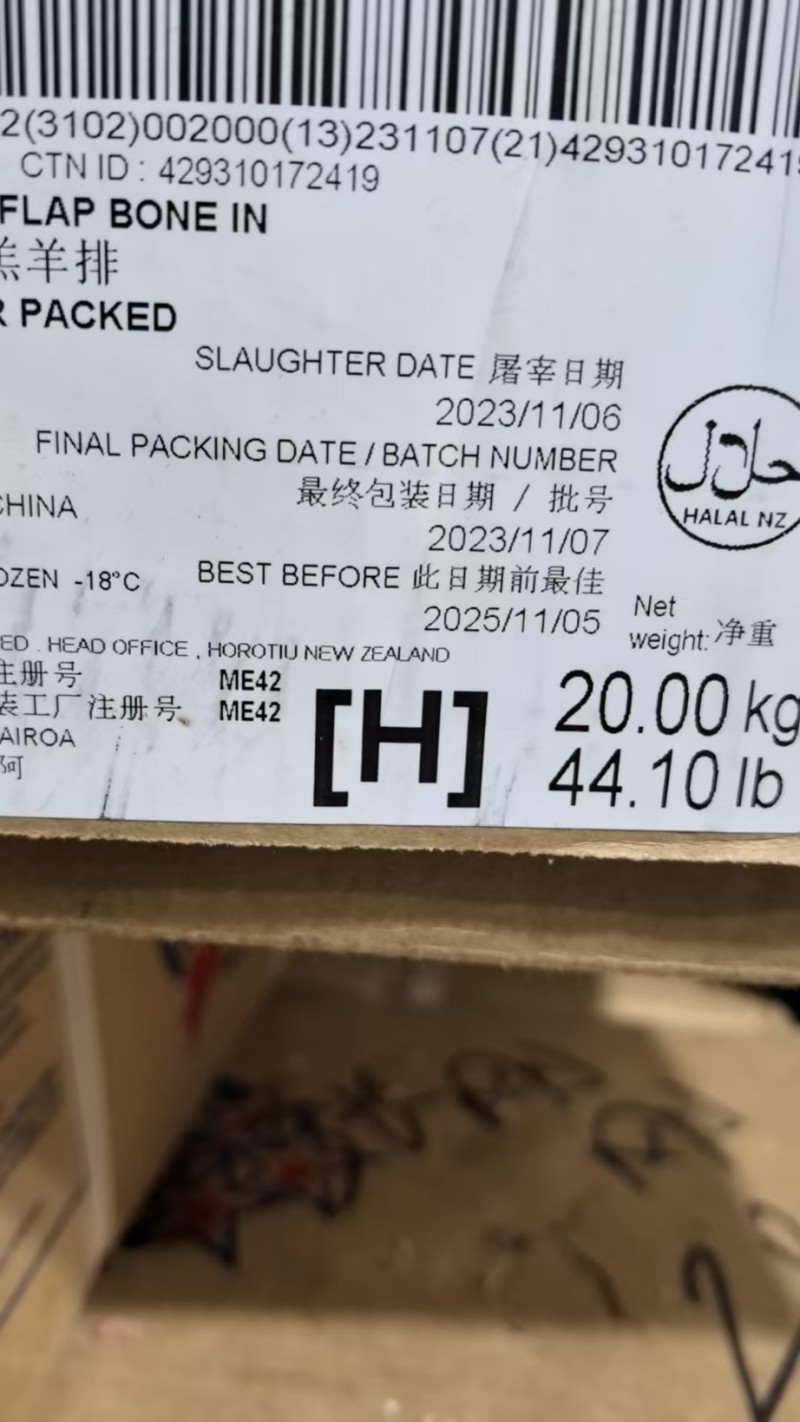 2(3102)002000(13)231107(21)429310172419
CTN ID : 429310172419
FLAP BONE IN
羔羊排
PACKED
SLAUGHTER DATE 屠宰日期
2023/11/06
FINAL PACKING DATE / BATCH NUMBER
最终包装日期 / 批号
CHINA
2023/11/07
-18°C BEST BEFORE 此日期前最佳
2025/11/05
حلال
HALAL NZ
Net
weight: 净重
HEAD OFFICE , HOROTIU NEW ZEALAND
注册号 ME42
装工厂注册号 ME42
AIROA
阿
[H]
20.00 kg
44.10 lb